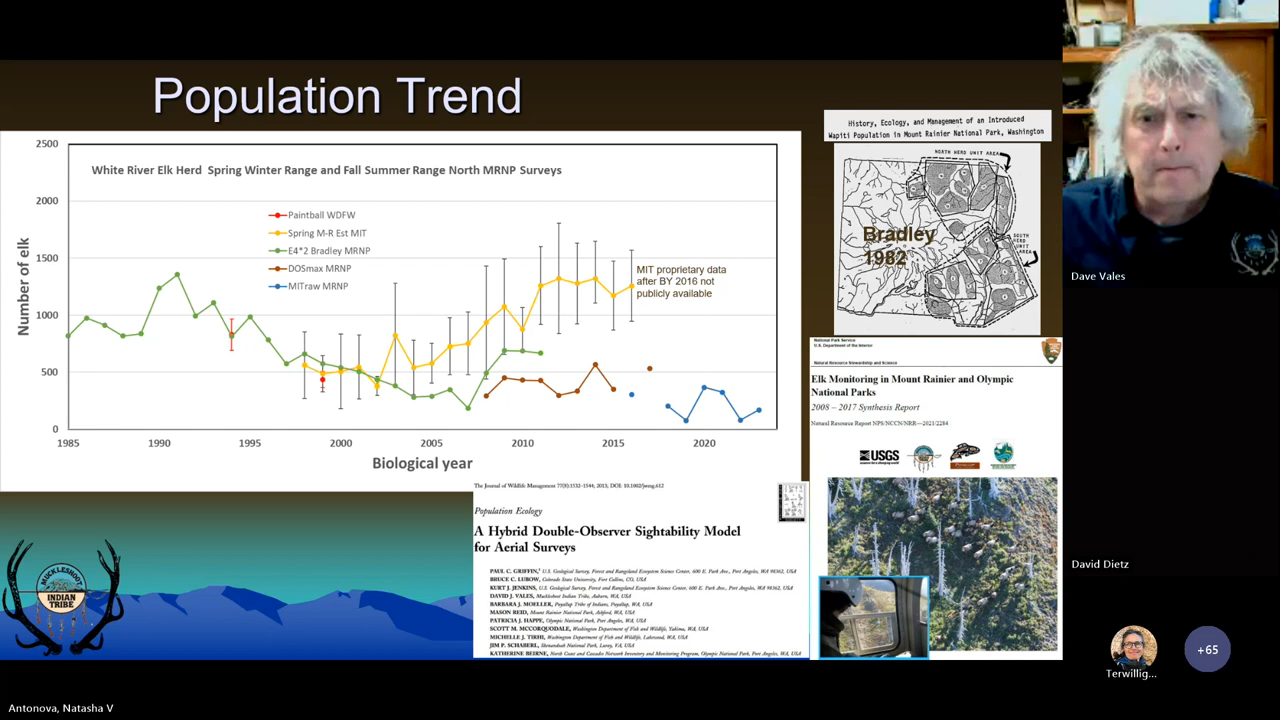 Population Trend
2500
2000
1500
1000
500
0
Number of elk
White River Elk Herd Spring Winter Range and Fall Summer Range North MRNP Surveys
Paintball WDFW
Spring M-R Est MIT
E4*2 Bradley MRNP
DOSmax MRNP
MITraw MRNP
MIT proprietary data
after BY 2016 not
publicly available
1985
1990
1995
2000
2005
2010
2015
2020
Biological year
History, Ecology, and Management of an Introduced
Wapiti Population in Mount Rainier National Park, Washington
NORTH HERD UNIT AREA
SOUTH
HERD
UNIT
AREA
Bradley
1982
National Park Service
U.S. Department of the Interior
Natural Resource Stewardship and Science
Elk Monitoring in Mount Rainier and Olympic
National Parks
2008 – 2017 Synthesis Report
Natural Resource Report NPS/NCCN/NRR—2021/2284
USGS
The Journal of Wildlife Management 77(8):1532–1544, 2013; DOI: 10.1002/jwmg.612
Population Ecology
A Hybrid Double-Observer Sightability Model
for Aerial Surveys
PAUL C. GRIFFIN,¹ U.S. Geological Survey, Forest and Rangeland Ecosystem Science Center, 600 E. Park Ave., Port Angeles, WA 98362, USA
BRUCE C. LUBOW, Colorado State University, Fort Collins, CO, USA
KURT J. JENKINS, U.S. Geological Survey, Forest and Rangeland Ecosystem Science Center, 600 E. Park Ave., Port Angeles, WA 98362, USA
DAVID J. VALES, Muckleshoot Indian Tribe, Auburn, WA, USA
BARBARA J. MOELLER, Puyallup Tribe of Indians, Puyallup, WA, USA
MASON REID, Mount Rainier National Park, Ashford, WA, USA
PATRICIA J. HAPPE, Olympic National Park, Port Angeles, WA, USA
SCOTT M. MCCORQUODALE, Washington Department of Fish and Wildlife, Yakima, WA, USA
MICHELLE J. TIRHI, Washington Department of Fish and Wildlife, Lakewood, WA, USA
JIM P. SCHABERL, Shenandoah National Park, Luray, VA, USA
KATHERINE BEIRNE, North Coast and Cascades Network Inventory and Monitoring Program, Olympic National Park, Port Angeles, WA, USA
MUCKLESHOOT
INDIAN
TRIBE
Dave Vales
David Dietz
Terwillig...
+65
Antonova, Natasha V